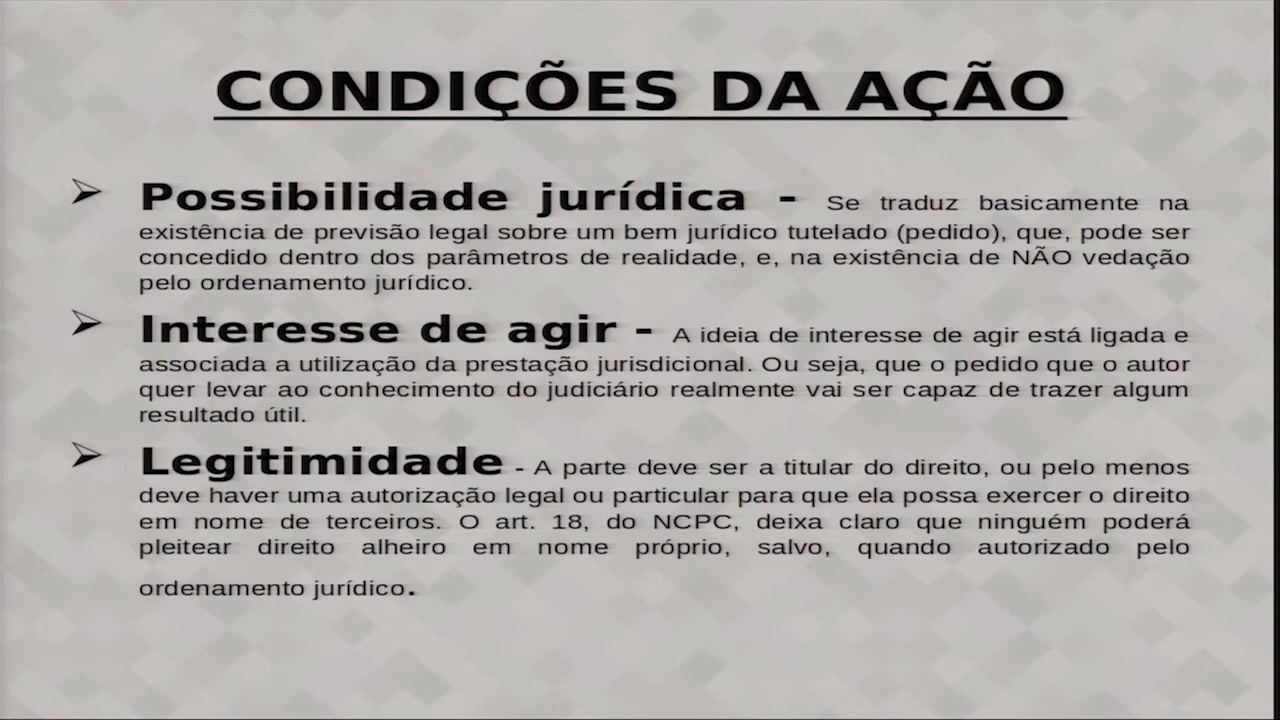 CONDIÇÕES DA AÇÃO
Possibilidade jurídica - Se traduz basicamente na
existência de previsão legal sobre um bem jurídico tutelado (pedido), que, pode ser
concedido dentro dos parâmetros de realidade, e, na existência de NÃO vedação
pelo ordenamento jurídico.
Interesse de agir - A ideia de interesse de agir está ligada e
associada a utilização da prestação jurisdicional. Ou seja, que o pedido que o autor
quer levar ao conhecimento do judiciário realmente vai ser capaz de trazer algum
resultado útil.
Legitimidade - A parte deve ser a titular do direito, ou pelo menos
deve haver uma autorização legal ou particular para que ela possa exercer o direito
em nome de terceiros. O art. 18, do NCPC, deixa claro que ninguém poderá
pleitear direito alheio em nome próprio, salvo, quando autorizado pelo
ordenamento jurídico.